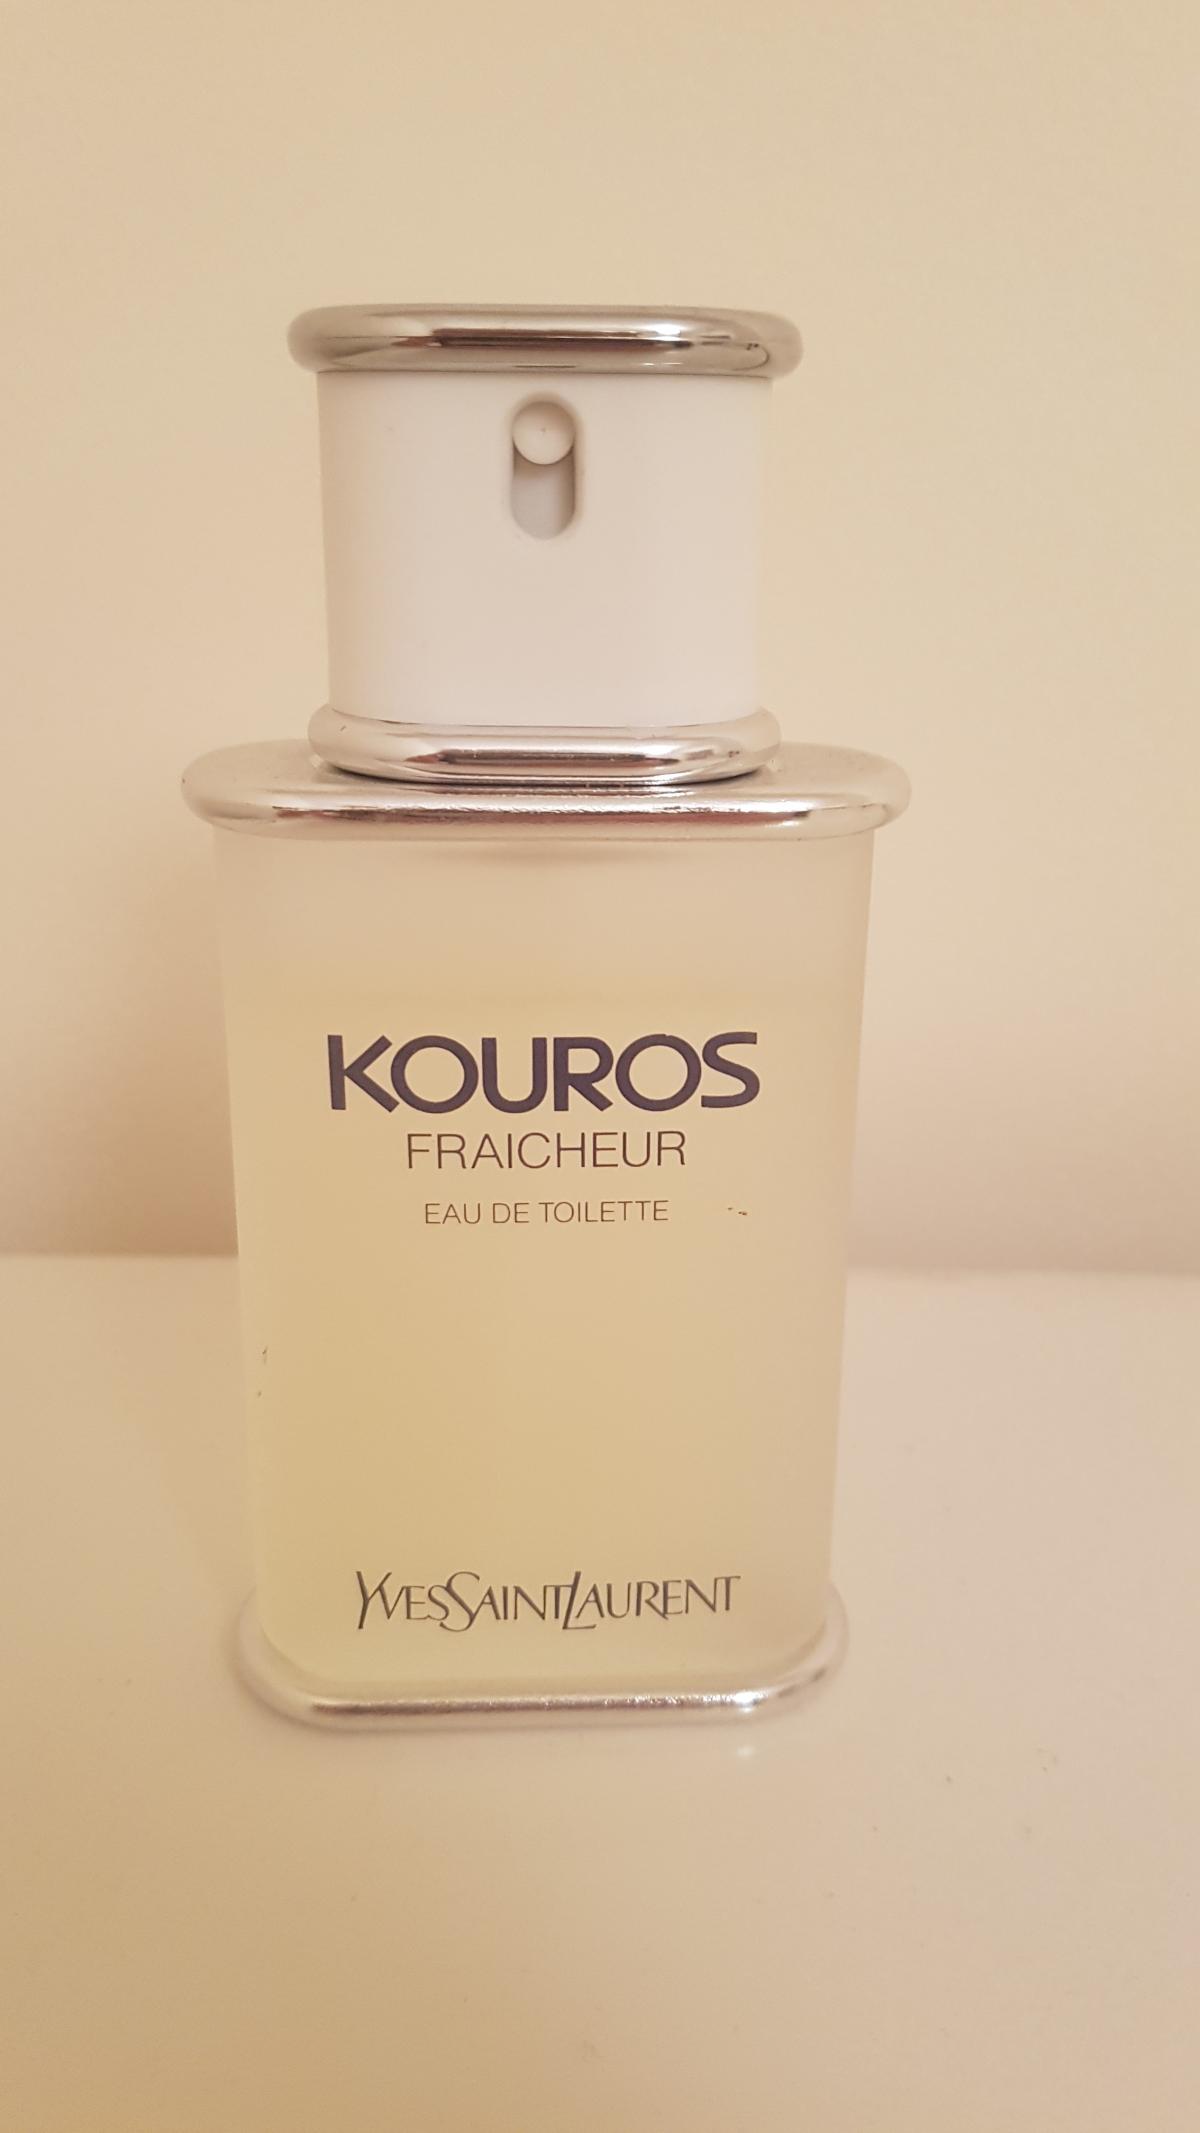 KOUROS
FRAICHEUR
EAU DE TOILETTE
YVESSAINTLAURENT